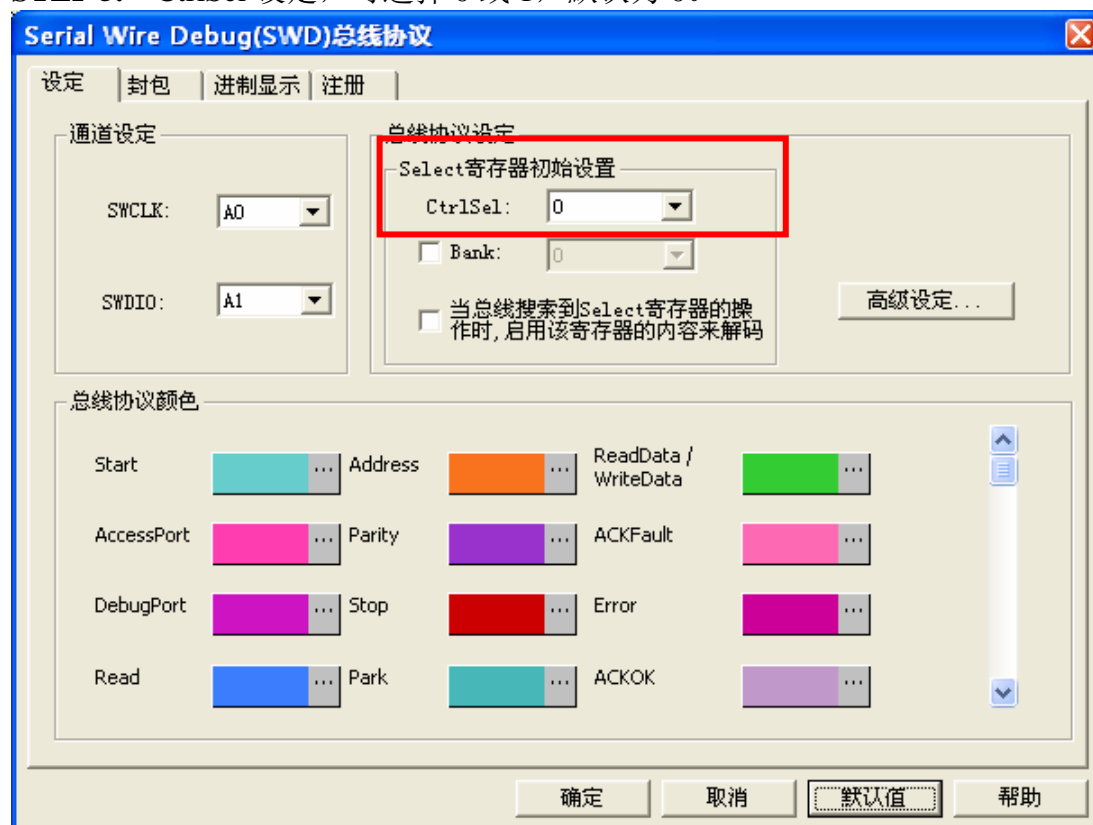 Serial Wire Debug(SWD)总线协议
设定 封包 进制显示 注册
通道设定
SWCLK: A0
SWDIO: A1
总线协议设定
Select寄存器初始设置
CtrlSel: 0
Bank: 0
当总线搜索到Select寄存器的操
作时,启用该寄存器的内容来解码
高级设定...
总线协议颜色
Start ... Address ... ReadData /
WriteData ...
AccessPort ... Parity ... ACKFault ...
DebugPort ... Stop ... Error ...
Read ... Park ... ACKOK ...
确定 取消 默认值 帮助